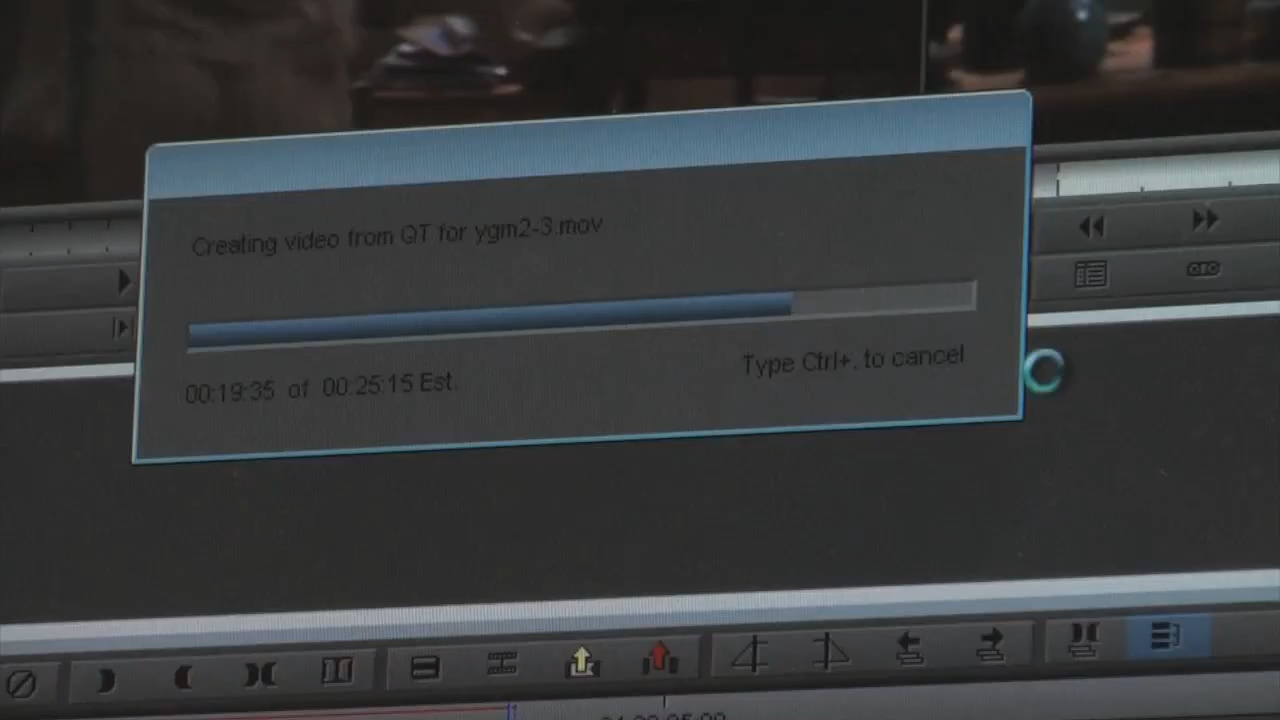 Creating video from QT for ygm2-3.mov
00:19:35 of 00:25:15 Est.
Type Ctrl+. to cancel